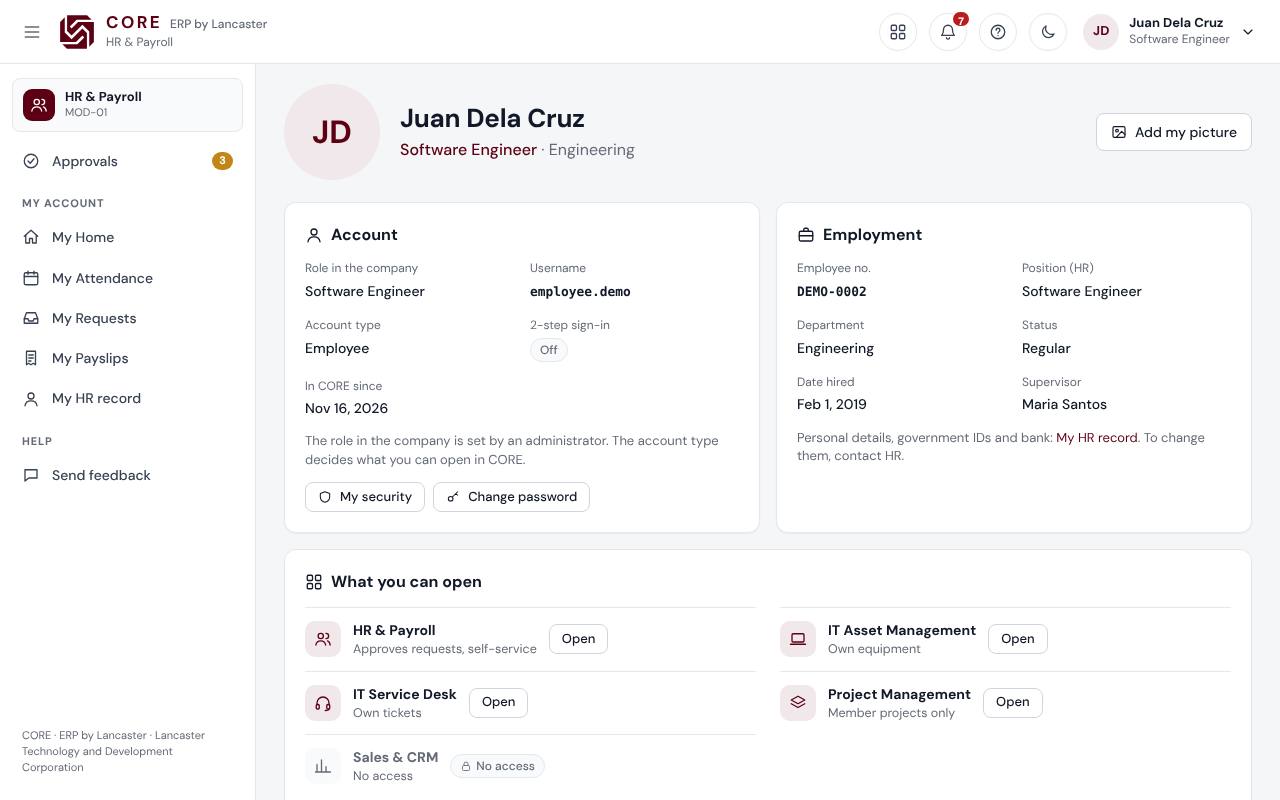 CORE ERP by Lancaster
HR & Payroll
7
JD
Juan Dela Cruz
Software Engineer
HR & Payroll
MOD-01
Approvals
3
MY ACCOUNT
My Home
My Attendance
My Requests
My Payslips
My HR record
HELP
Send feedback
CORE · ERP by Lancaster · Lancaster
Technology and Development
Corporation
JD
Juan Dela Cruz
Software Engineer · Engineering
Add my picture
Account
Role in the company
Software Engineer
Username
employee.demo
Account type
Employee
2-step sign-in
Off
In CORE since
Nov 16, 2026
The role in the company is set by an administrator. The account type
decides what you can open in CORE.
My security
Change password
Employment
Employee no.
DEMO-0002
Position (HR)
Software Engineer
Department
Engineering
Status
Regular
Date hired
Feb 1, 2019
Supervisor
Maria Santos
Personal details, government IDs and bank: My HR record. To change
them, contact HR.
What you can open
HR & Payroll
Approves requests, self-service
Open
IT Asset Management
Own equipment
Open
IT Service Desk
Own tickets
Open
Project Management
Member projects only
Open
Sales & CRM
No access
No access